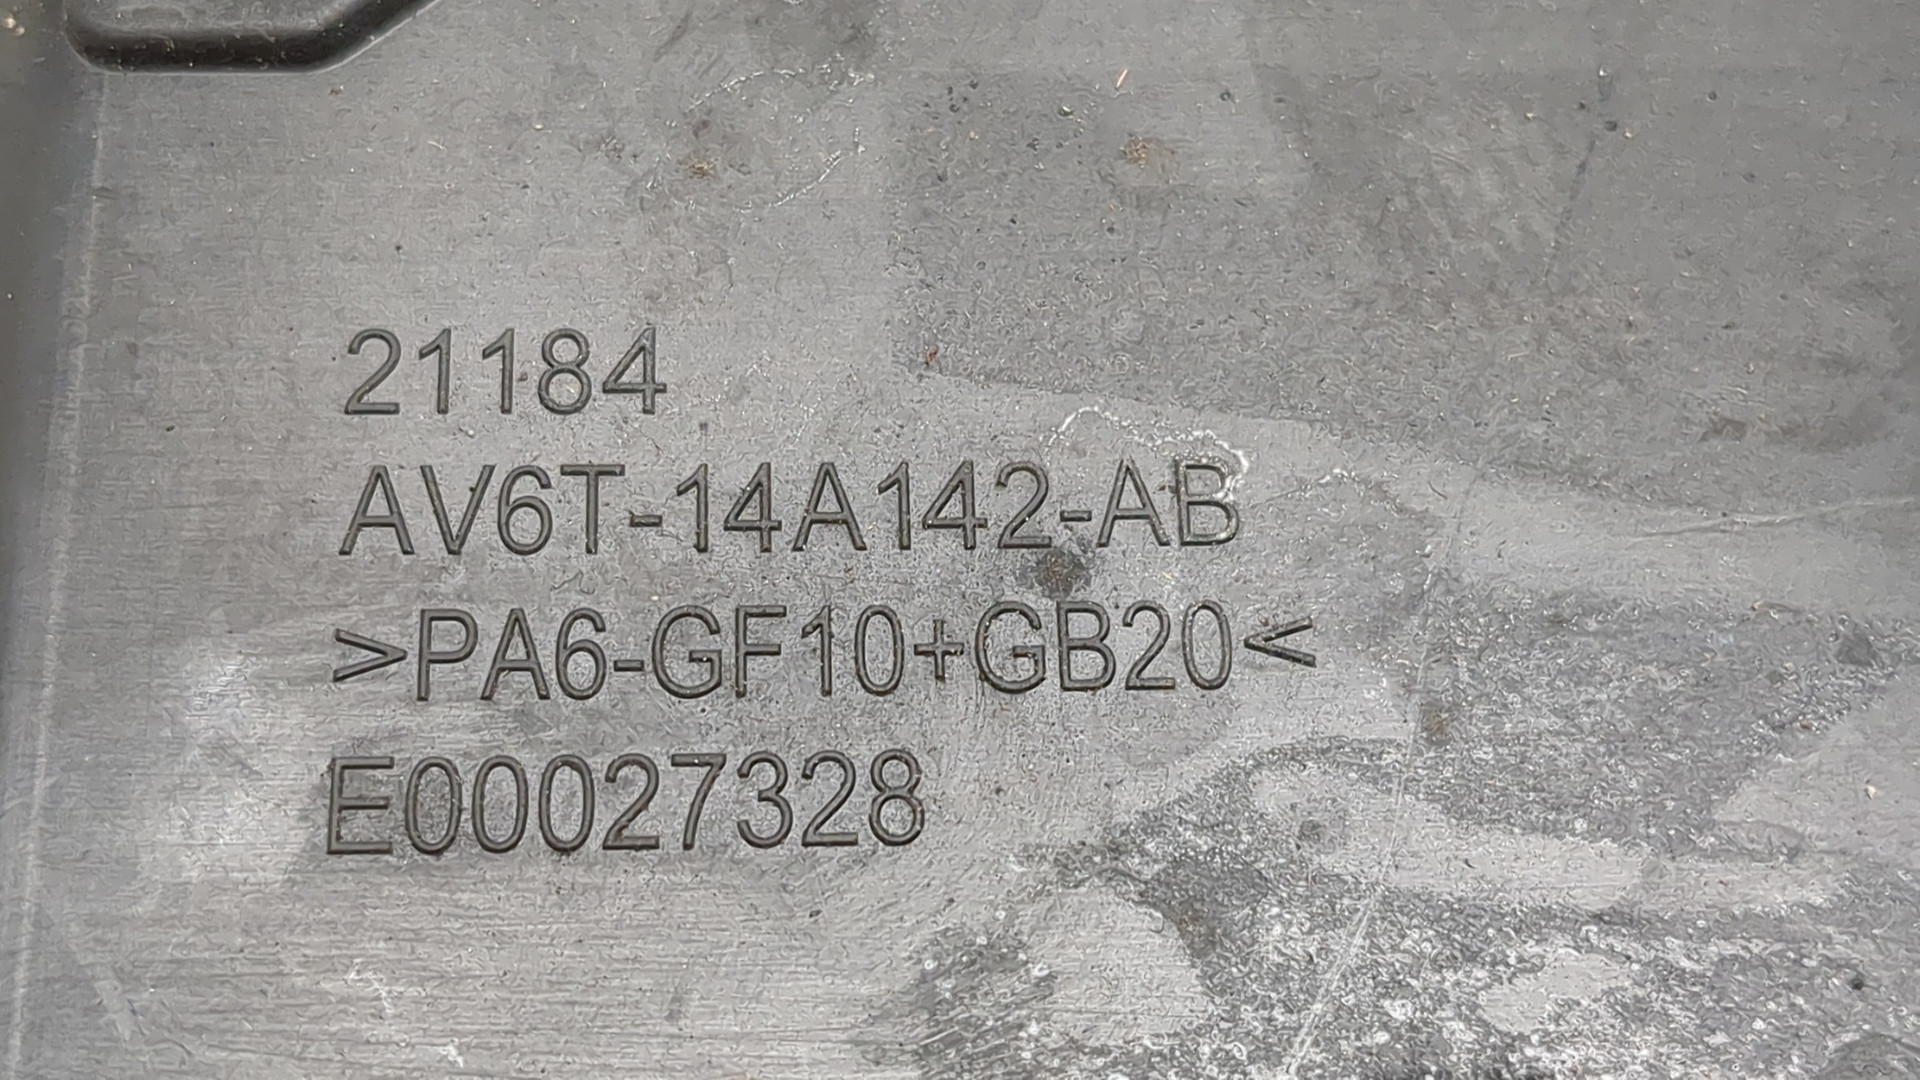 21184
AV6T-14A142-AB
>PA6-GF10+GB20<
E00027328